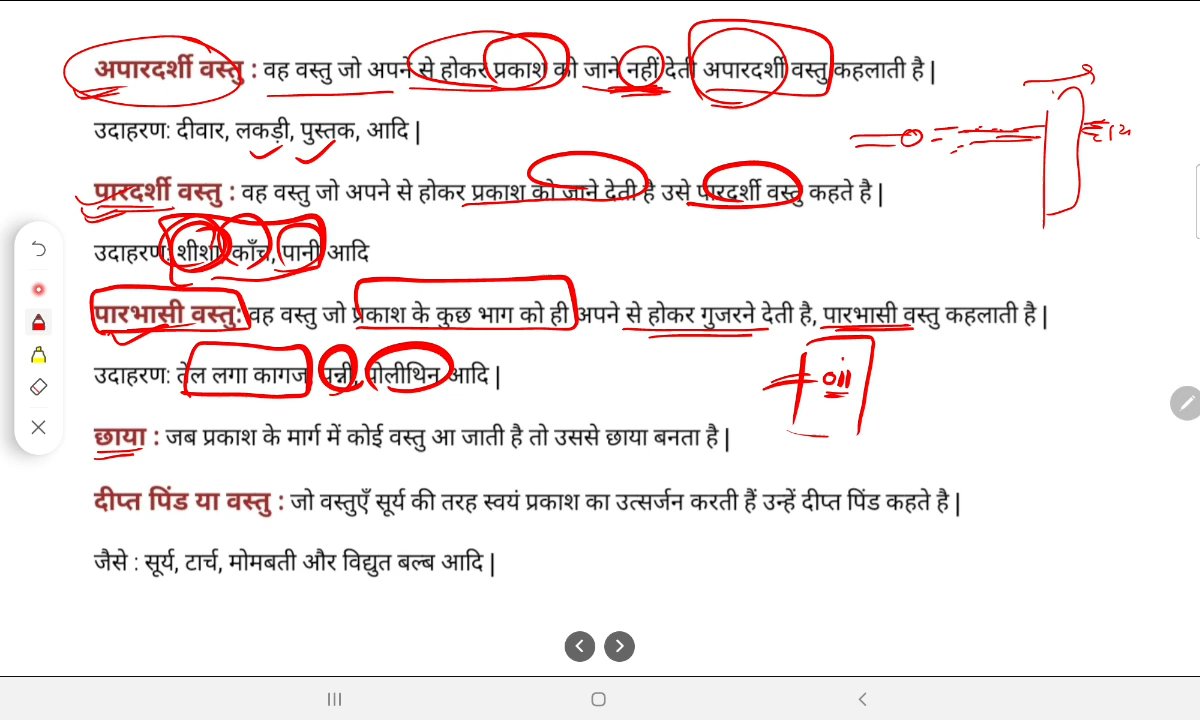 अपारदर्शी वस्तु : वह वस्तु जो अपने से होकर प्रकाश को जाने नहीं देती अपारदर्शी वस्तु कहलाती है |
उदाहरण: दीवार, लकड़ी, पुस्तक, आदि |
पारदर्शी वस्तु : वह वस्तु जो अपने से होकर प्रकाश को जाने देती है उसे पारदर्शी वस्तु कहते है |
उदाहरण: शीशा, काँच, पानी आदि
पारभासी वस्तु: वह वस्तु जो प्रकाश के कुछ भाग को ही अपने से होकर गुजरने देती है, पारभासी वस्तु कहलाती है |
उदाहरण: तेल लगा कागज, पन्नी, पोलीथिन आदि |
oil
छाया : जब प्रकाश के मार्ग में कोई वस्तु आ जाती है तो उससे छाया बनता है |
दीप्त पिंड या वस्तु : जो वस्तुएँ सूर्य की तरह स्वयं प्रकाश का उत्सर्जन करती हैं उन्हें दीप्त पिंड कहते है |
जैसे : सूर्य, टार्च, मोमबती और विद्युत बल्ब आदि |